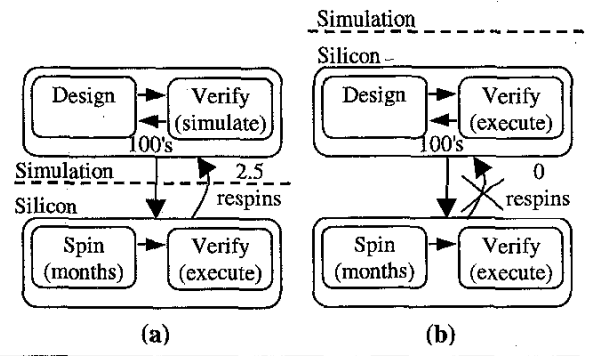 Design
Verify
(simulate)
100's
Simulation
2.5
respins
Silicon
Spin
(months)
Verify
(execute)
(a)
Simulation
Silicon
Design
Verify
(execute)
100's
0
respins
Spin
(months)
Verify
(execute)
(b)